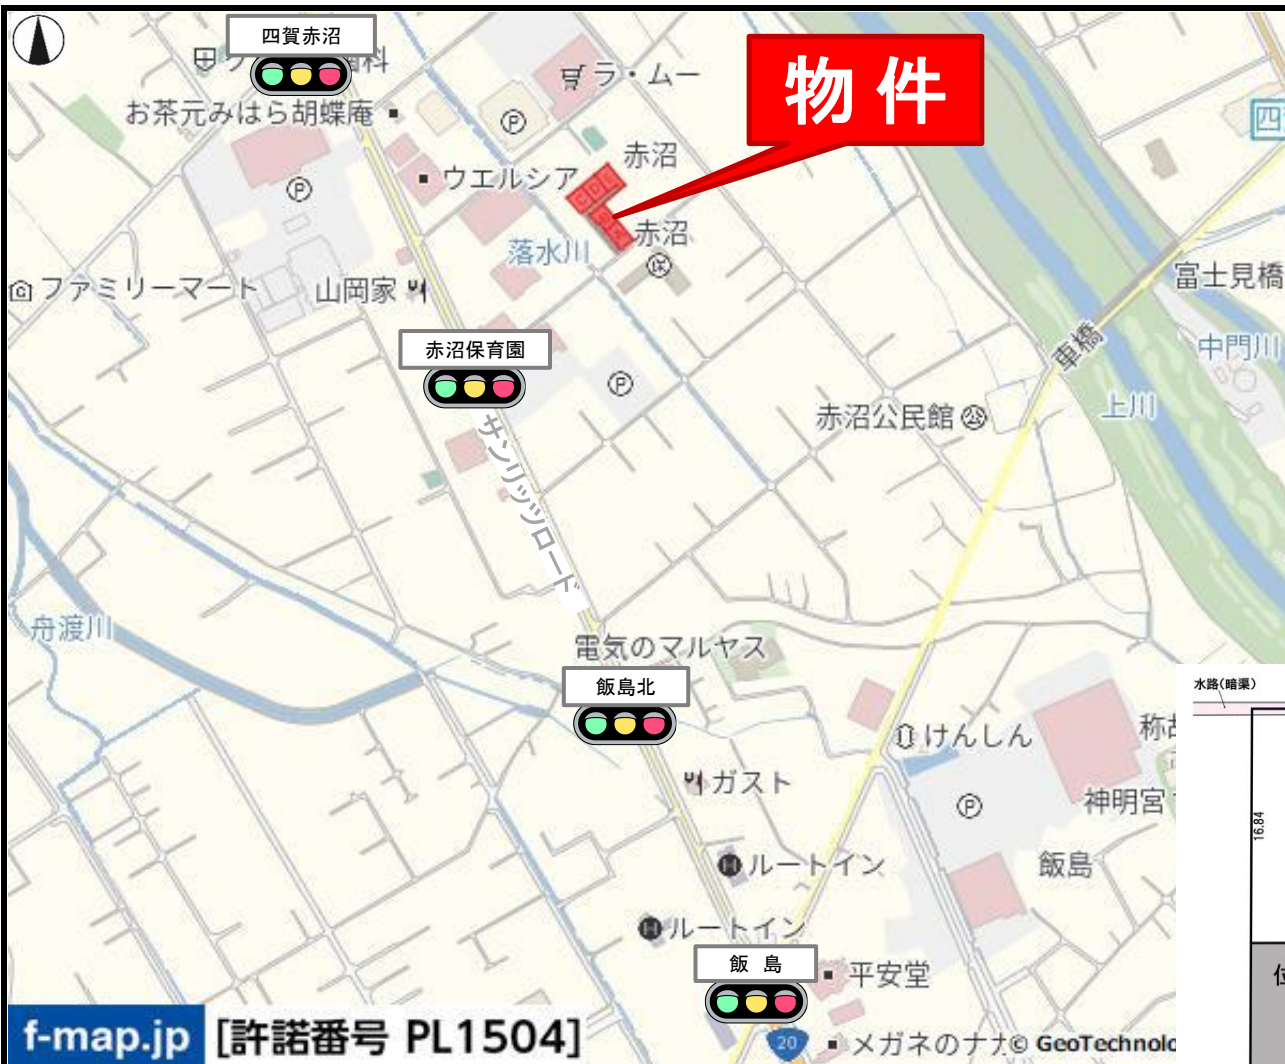 四賀赤沼
科
お茶元みはら胡蝶庵
ラ・ムー
物件
四
P
P
赤沼
ウエルシア
赤沼
保
落水川
ファミリーマート
山岡家
富士見橋
赤沼保育園
中門川
車橋
P
上川
赤沼公民館
公
サンリッツロード
舟渡川
電気のマルヤス
飯島北
水路(暗渠)
けんしん
称
ガスト
P
神明宮
16.84
H ルートイン
飯島
H ルートイン
飯 島
平安堂
f-map.jp [許諾番号 PL1504]
20
メガネのナカ
© GeoTechnolo